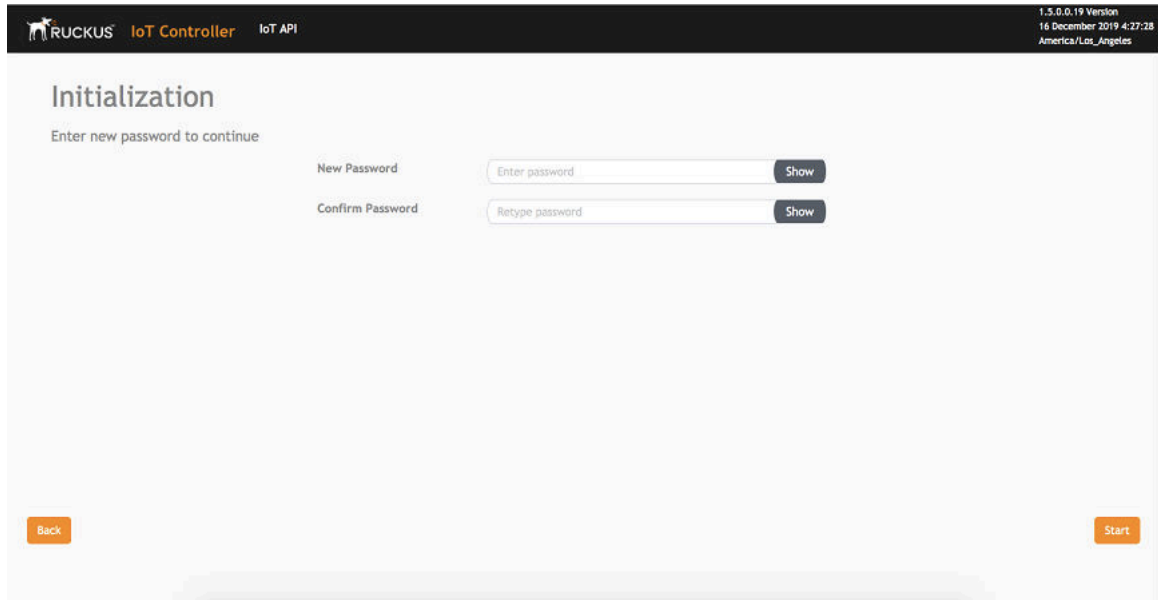 RUCKUS IoT Controller IoT API
1.5.0.0.19 Version
16 December 2019 4:27:28
America/Los_Angeles
Initialization
Enter new password to continue
New Password Enter password Show
Confirm Password Retype password Show
Back Start